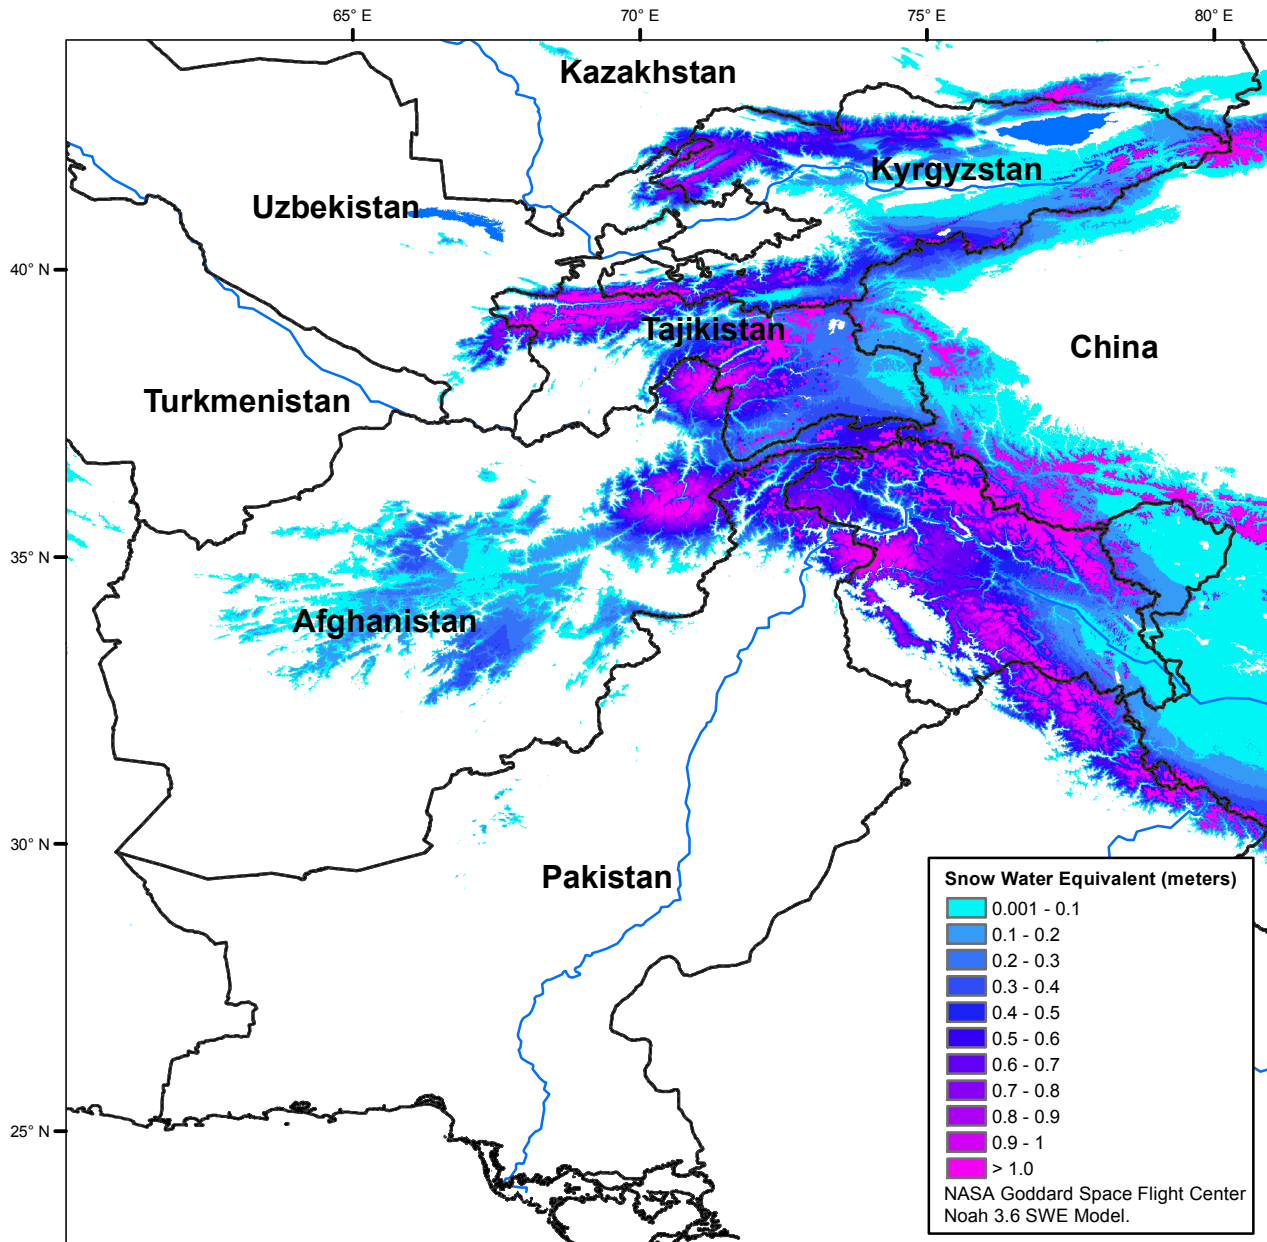 65° E
70° E
75° E
80° E
Kazakhstan
Kyrgyzstan
Uzbekistan
40° N
Tajikistan
China
Turkmenistan
35° N
Afghanistan
30° N
Pakistan
25° N
Snow Water Equivalent (meters)
0.001 - 0.1
0.1 - 0.2
0.2 - 0.3
0.3 - 0.4
0.4 - 0.5
0.5 - 0.6
0.6 - 0.7
0.7 - 0.8
0.8 - 0.9
0.9 - 1
> 1.0
NASA Goddard Space Flight Center
Noah 3.6 SWE Model.